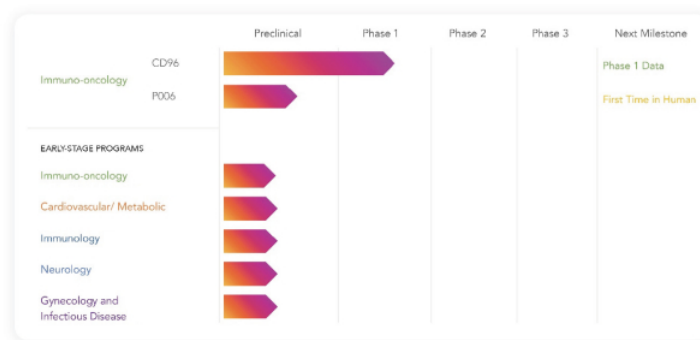 Preclinical Phase 1 Phase 2 Phase 3 Next Milestone
CD96 Phase 1 Data
Immuno-oncology
P006 First Time in Human
EARLY-STAGE PROGRAMS
Immuno-oncology
Cardiovascular/ Metabolic
Immunology
Neurology
Gynecology and
Infectious Disease